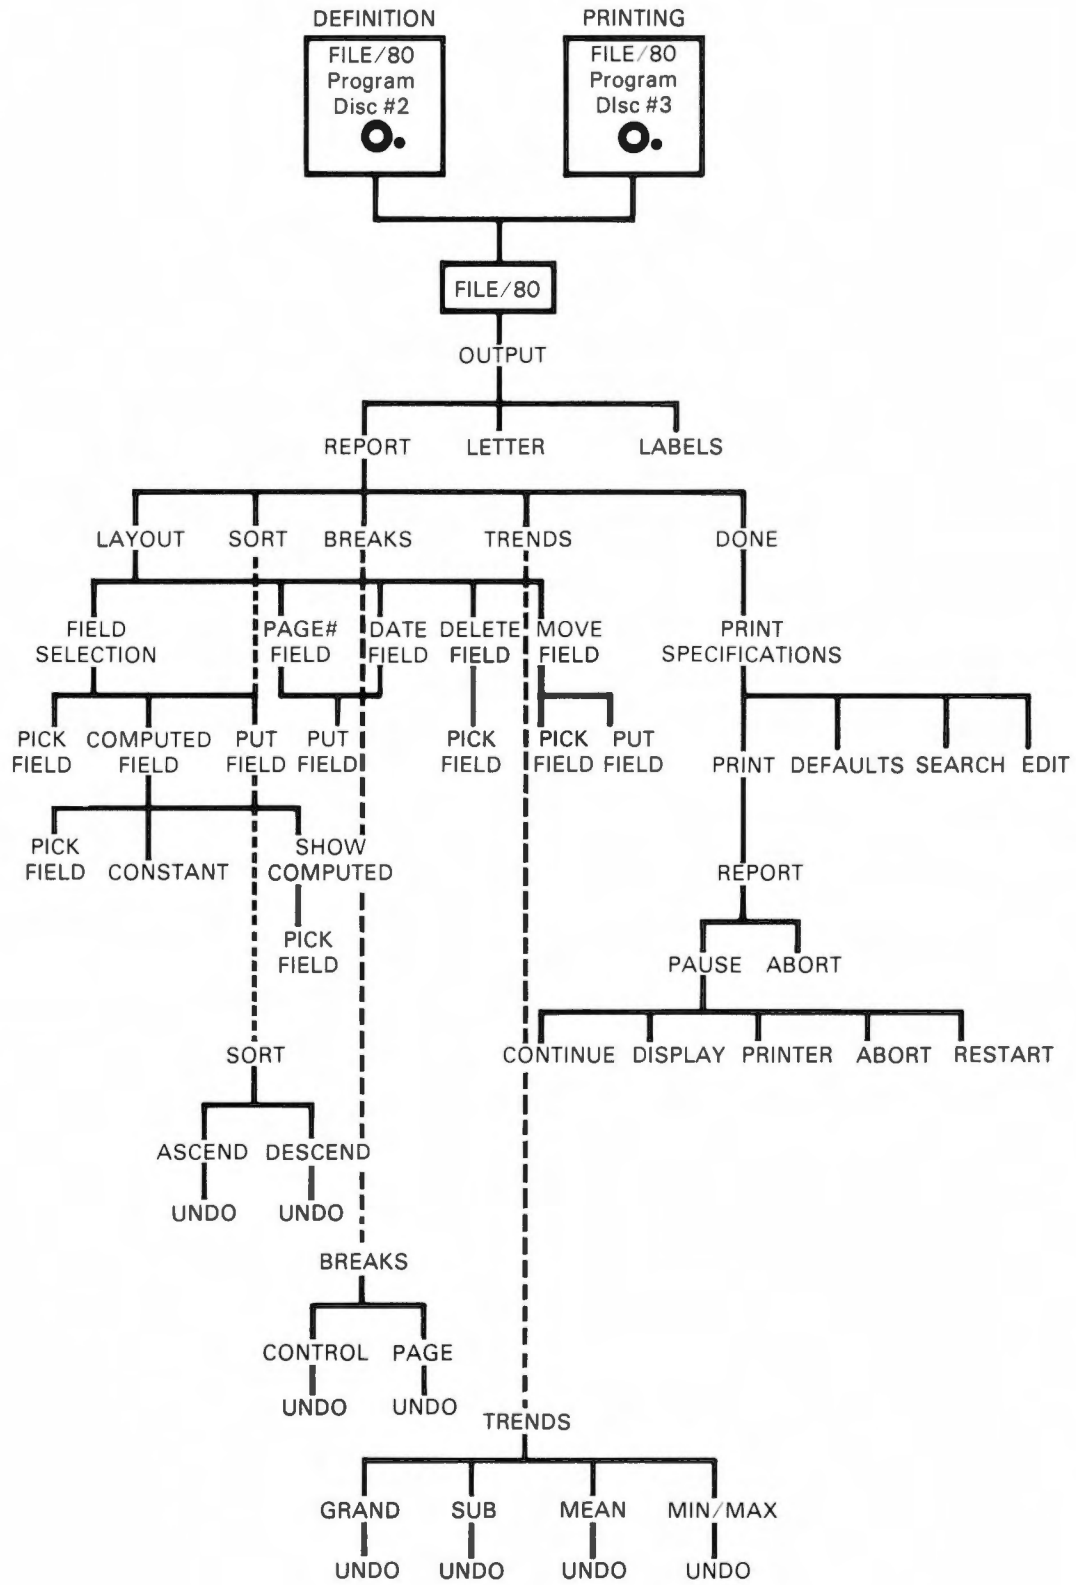 DEFINITION PRINTING
FILE/80 FILE/80
Program Program
Disc #2 DIsc #3
FILE/80
OUTPUT
REPORT LETTER LABELS
LAYOUT SORT BREAKS TRENDS DONE
FIELD PAGE# DATE DELETE MOVE PRINT
SELECTION FIELD FIELD FIELD FIELD SPECIFICATIONS
PICK COMPUTED PUT PUT PICK PICK PUT
FIELD FIELD FIELD FIELD FIELD FIELD FIELD PRINT DEFAULTS SEARCH EDIT
PICK SHOW
FIELD CONSTANT COMPUTED REPORT
PICK
FIELD PAUSE ABORT
SORT CONTINUE DISPLAY PRINTER ABORT RESTART
ASCEND DESCEND
UNDO UNDO
BREAKS
CONTROL PAGE
UNDO UNDO
TRENDS
GRAND SUB MEAN MIN/MAX
UNDO UNDO UNDO UNDO